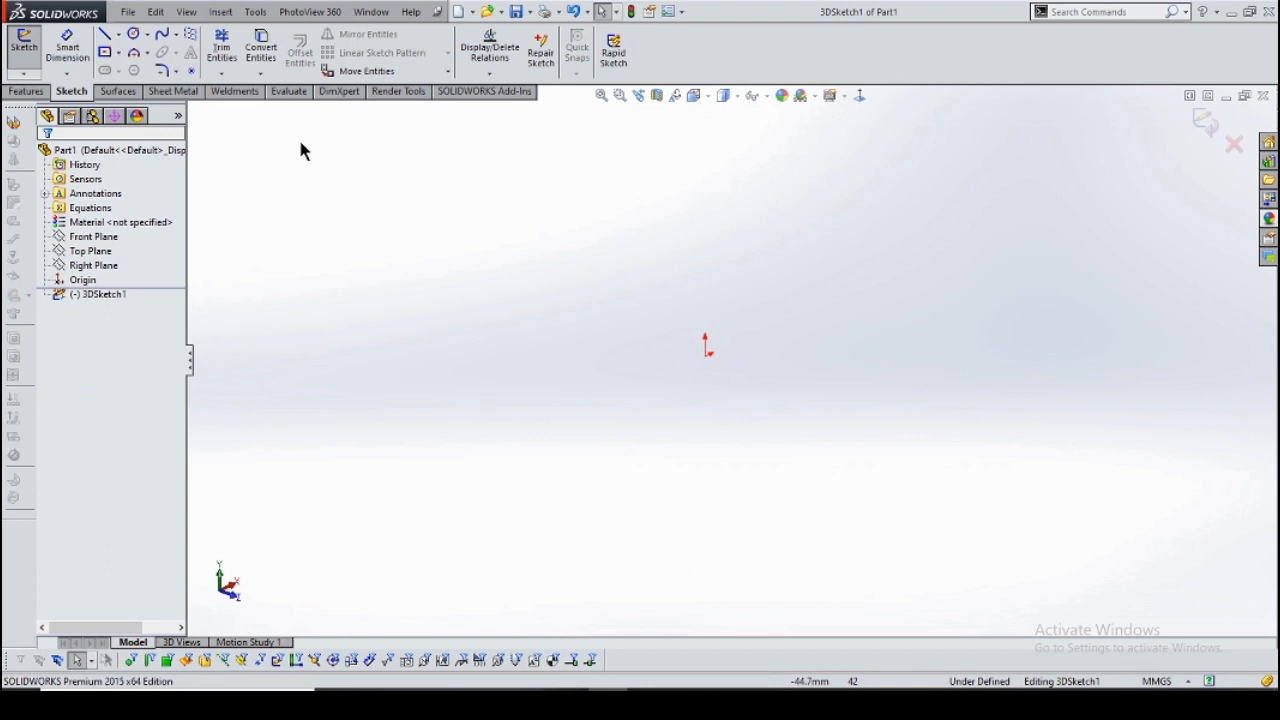 SOLIDWORKS File Edit View Insert Tools PhotoView 360 Window Help 3DSketch1 of Part1 Search Commands
Sketch Smart Dimension Trim Entities Convert Entities Offset Entities Mirror Entities Linear Sketch Pattern Move Entities Display/Delete Relations Repair Sketch Quick Snaps Rapid Sketch
Features Sketch Surfaces Sheet Metal Weldments Evaluate DimXpert Render Tools SOLIDWORKS Add-Ins
Part1 (Default<<Default>_Disp
History
Sensors
Annotations
Equations
Material <not specified>
Front Plane
Top Plane
Right Plane
Origin
(-) 3DSketch1
Y
X
Z
Activate Windows
Go to Settings to activate Windows.
Model 3D Views Motion Study 1
SOLIDWORKS Premium 2015 x64 Edition -44.7mm 42 Under Defined Editing 3DSketch1 MMGS